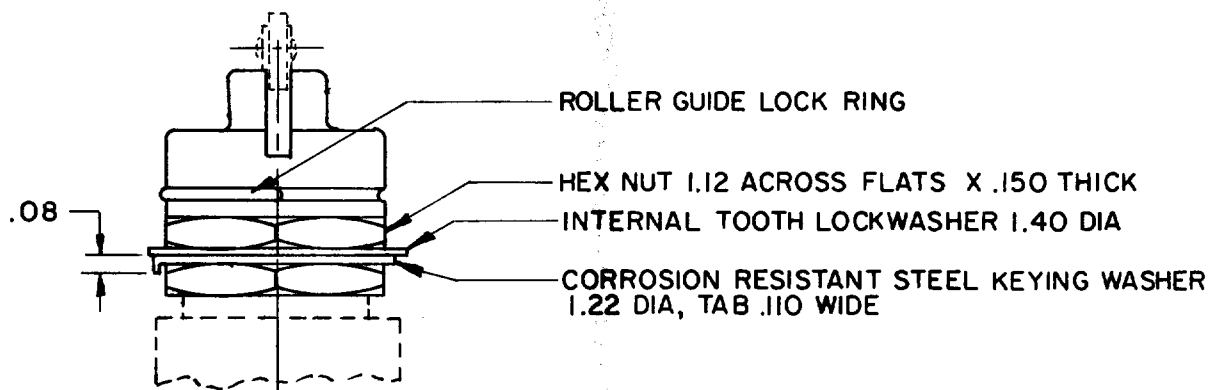 ROLLER GUIDE LOCK RING
HEX NUT 1.12 ACROSS FLATS X .150 THICK
.08
INTERNAL TOOTH LOCKWASHER 1.40 DIA
CORROSION RESISTANT STEEL KEYING WASHER
1.22 DIA, TAB .110 WIDE